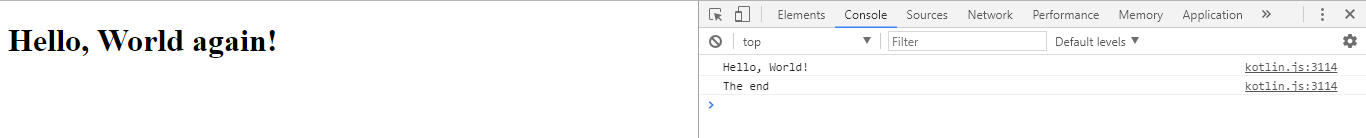 Hello, World again!
Elements Console Sources Network Performance Memory Application »
top ▼ Filter Default levels ▼
Hello, World! kotlin.js:3114
The end kotlin.js:3114
>